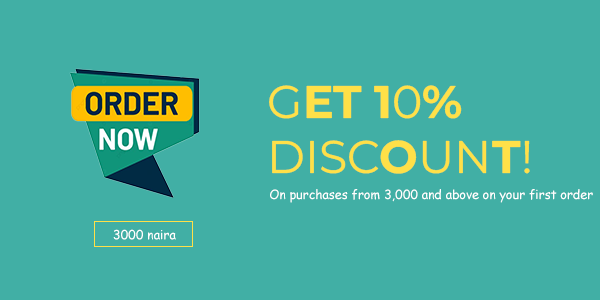 ORDER
NOW
3000 naira
GET 10%
DISCOUNT!
On purchases from 3,000 and above on your first order